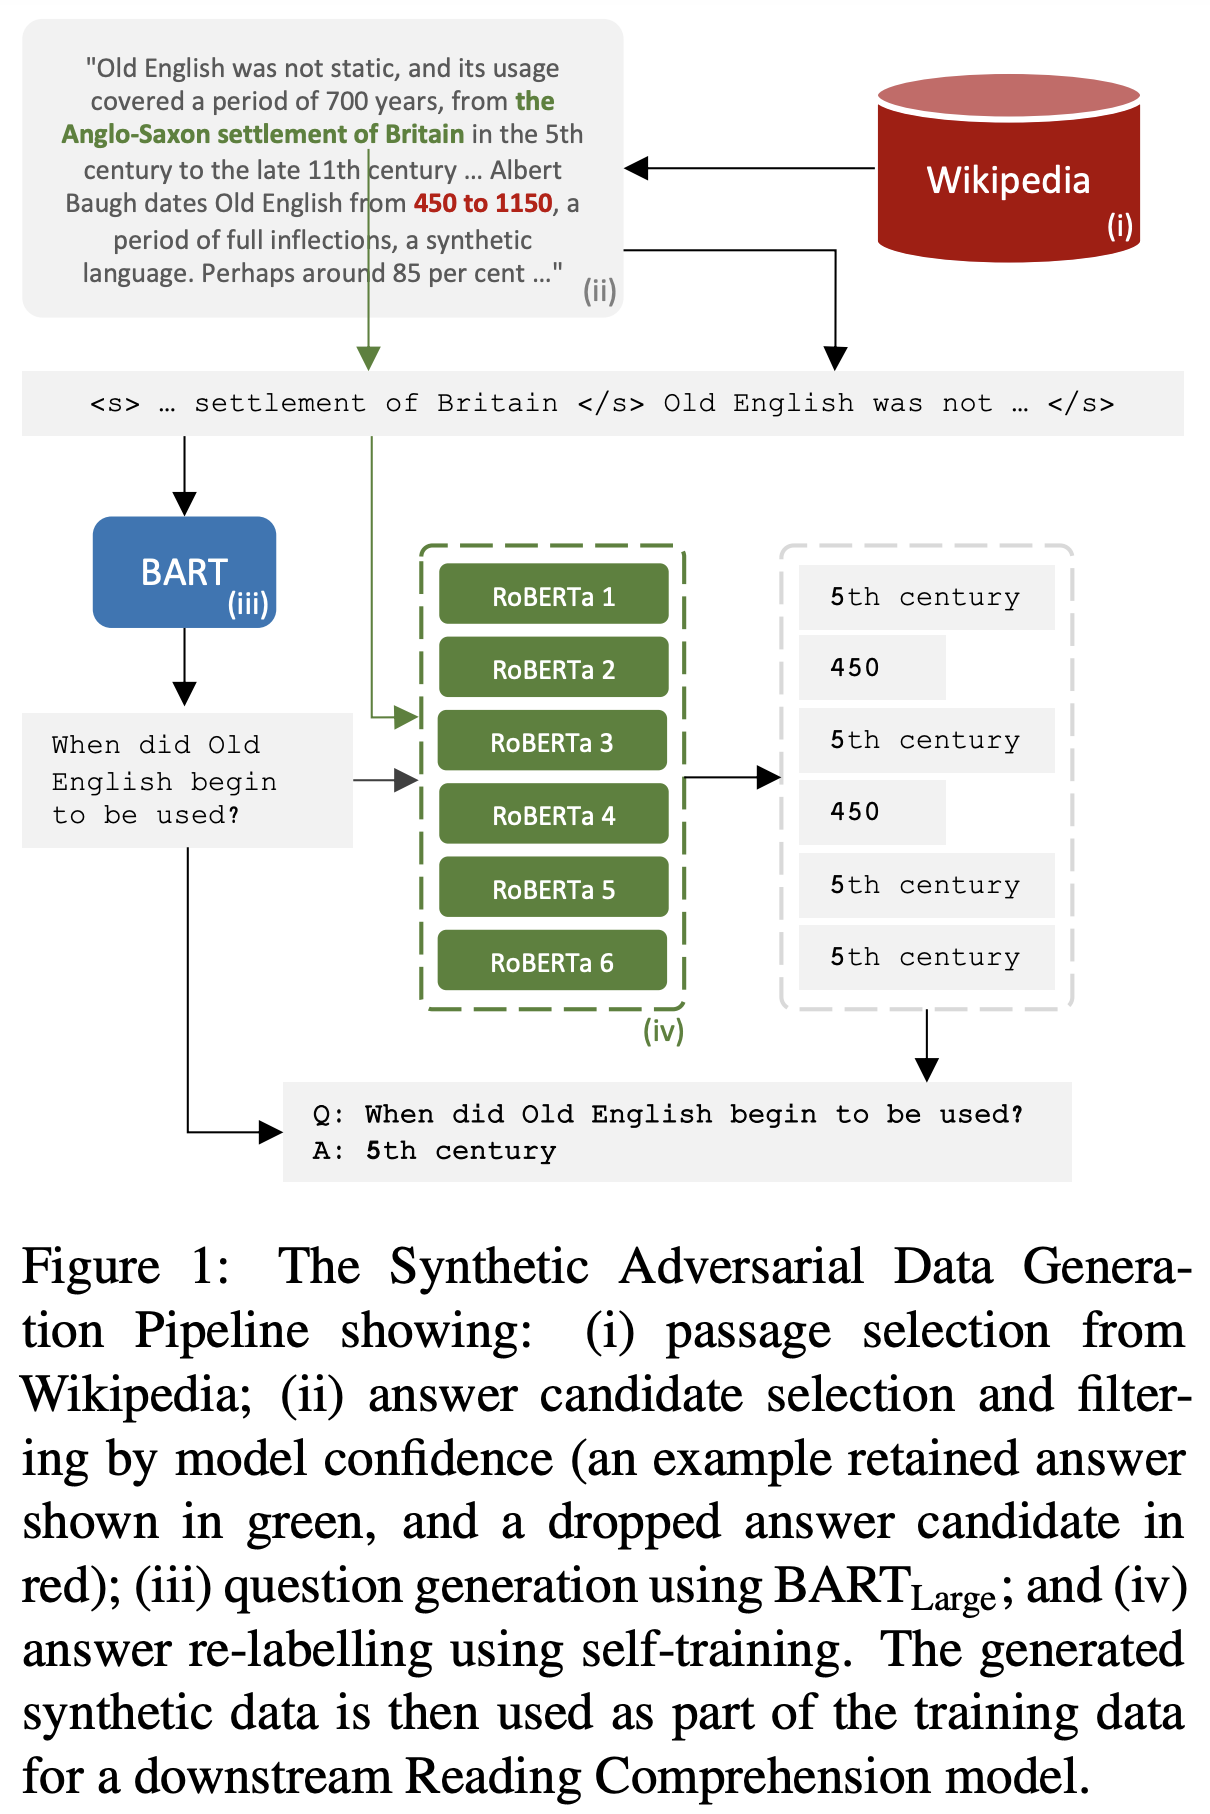 "Old English was not static, and its usage
covered a period of 700 years, from the
Anglo-Saxon settlement of Britain in the 5th
century to the late 11th century … Albert
Baugh dates Old English from 450 to 1150, a
period of full inflections, a synthetic
language. Perhaps around 85 per cent …"
(ii)
Wikipedia
(i)
<s> … settlement of Britain </s> Old English was not … </s>
BART
(iii)
When did Old
English begin
to be used?
RoBERTa 1
RoBERTa 2
RoBERTa 3
RoBERTa 4
RoBERTa 5
RoBERTa 6
(iv)
5th century
450
5th century
450
5th century
5th century
Q: When did Old English begin to be used?
A: 5th century
Figure 1: The Synthetic Adversarial Data Genera-
tion Pipeline showing: (i) passage selection from
Wikipedia; (ii) answer candidate selection and filter-
ing by model confidence (an example retained answer
shown in green, and a dropped answer candidate in
red); (iii) question generation using BARTLarge; and (iv)
answer re-labelling using self-training. The generated
synthetic data is then used as part of the training data
for a downstream Reading Comprehension model.